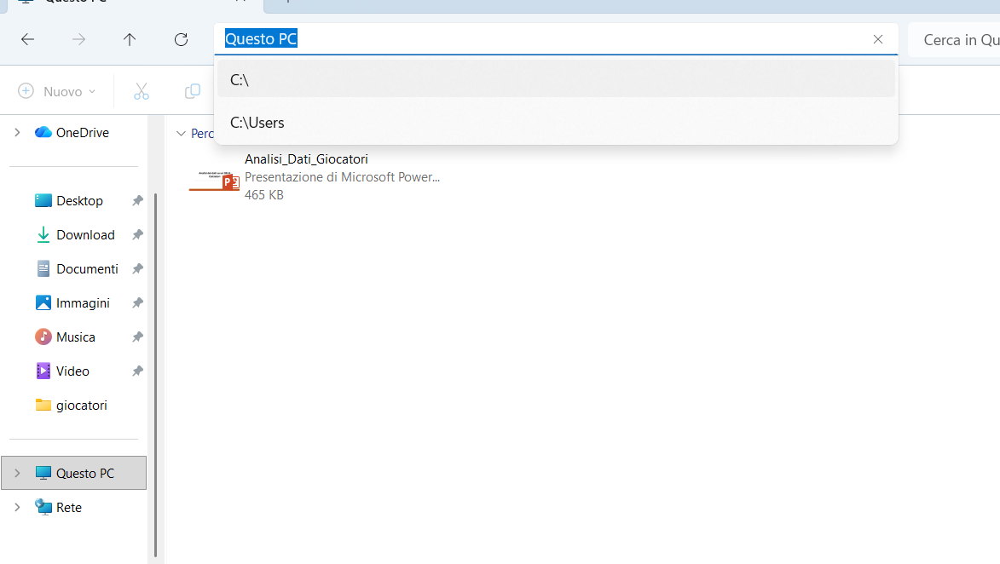 Questo PC
Questo PC
Cerca in Qu
C:\
C:\Users
Nuovo
OneDrive
Perc
Analisi_Dati_Giocatori
Presentazione di Microsoft Power...
465 KB
Desktop
Download
Documenti
Immagini
Musica
Video
giocatori
Questo PC
Rete